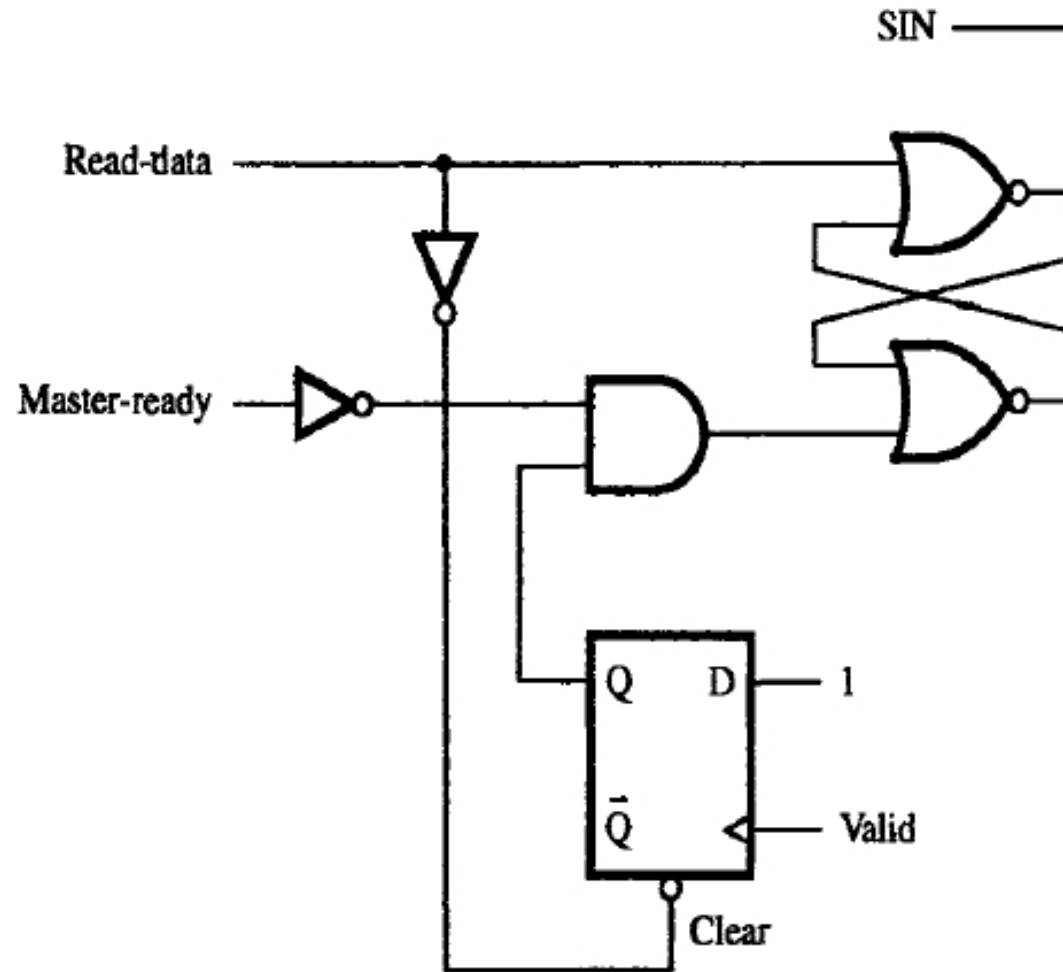 SIN
Read-data
Master-ready
Q D 1
Q̄ Valid
Clear